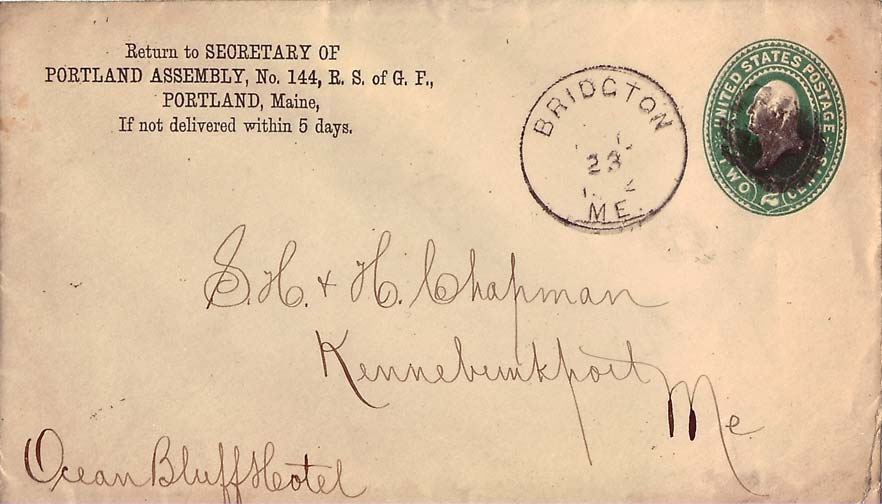 Return to SECRETARY OF
PORTLAND ASSEMBLY, No. 144, R. S. of G. F.,
PORTLAND, Maine,
If not delivered within 5 days.
BRIDGTON
23
ME.
UNITED STATES POSTAGE
TWO 2 CENTS
S. H. & H. Chapman
Kennebunkport
Me.
Ocean Bluff Hotel